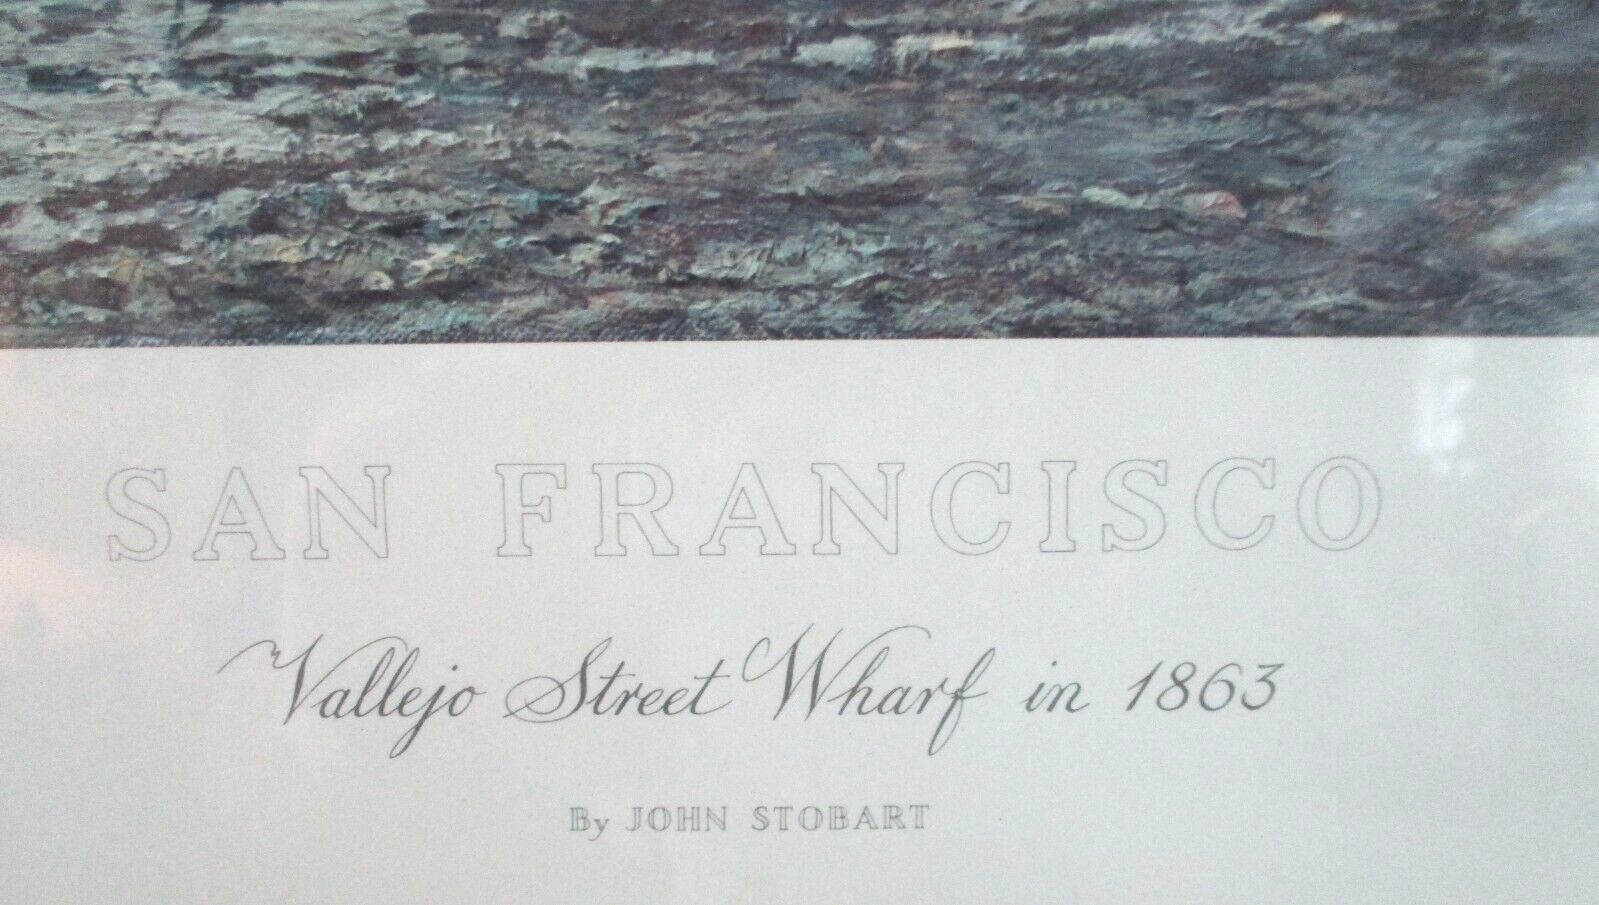 SAN FRANCISCO
Vallejo Street Wharf in 1863
By JOHN STOBART